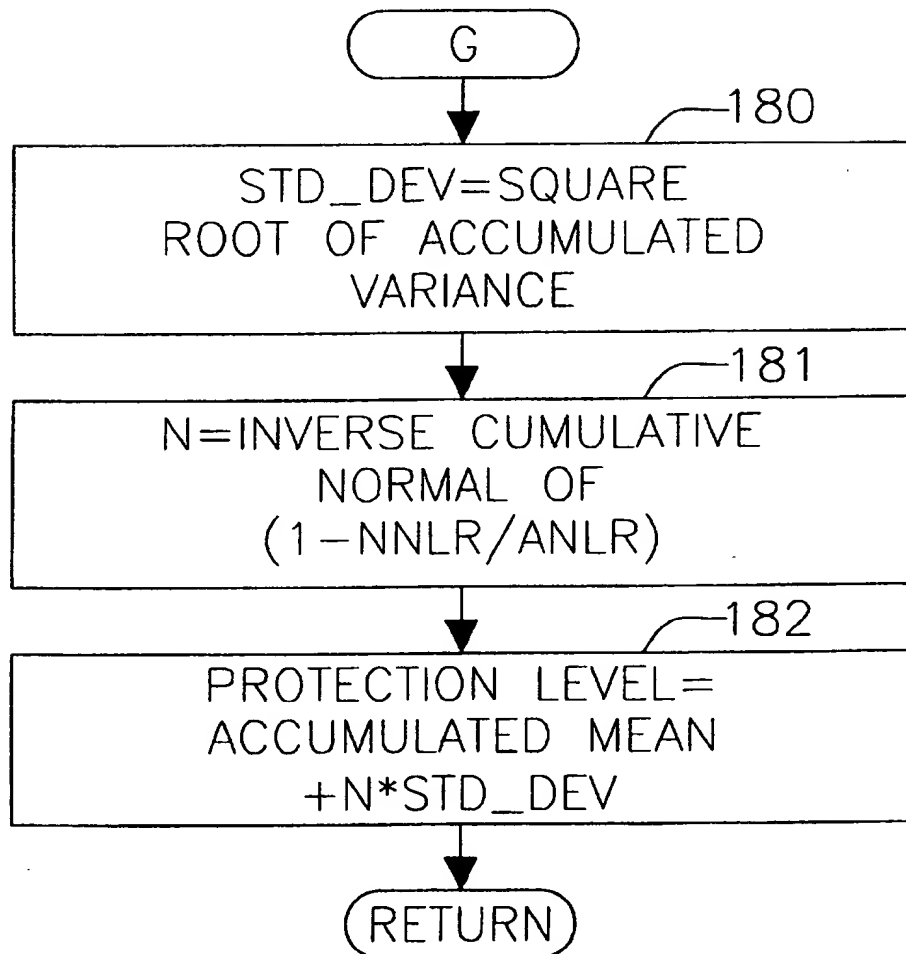 G
180
STD_DEV=SQUARE
ROOT OF ACCUMULATED
VARIANCE
181
N=INVERSE CUMULATIVE
NORMAL OF
(1-NNLR/ANLR)
182
PROTECTION LEVEL=
ACCUMULATED MEAN
+N*STD_DEV
RETURN